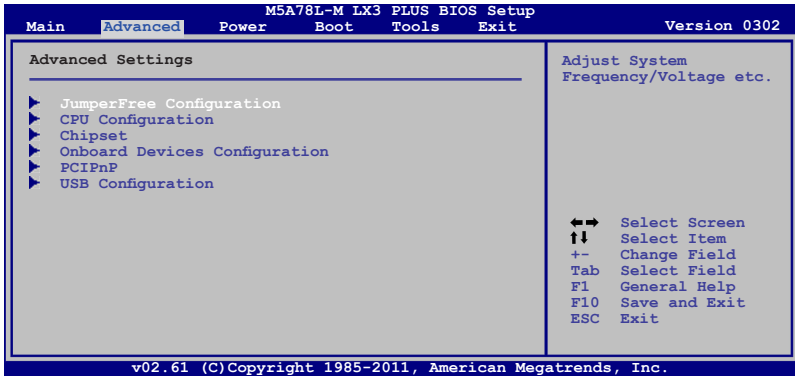 M5A78L-M LX3 PLUS BIOS Setup
Main Advanced Power Boot Tools Exit Version 0302
Advanced Settings
JumperFree Configuration
CPU Configuration
Chipset
Onboard Devices Configuration
PCIPnP
USB Configuration
Adjust System
Frequency/Voltage etc.
←→ Select Screen
↑↓ Select Item
+- Change Field
Tab Select Field
F1 General Help
F10 Save and Exit
ESC Exit
v02.61 (C)Copyright 1985-2011, American Megatrends, Inc.